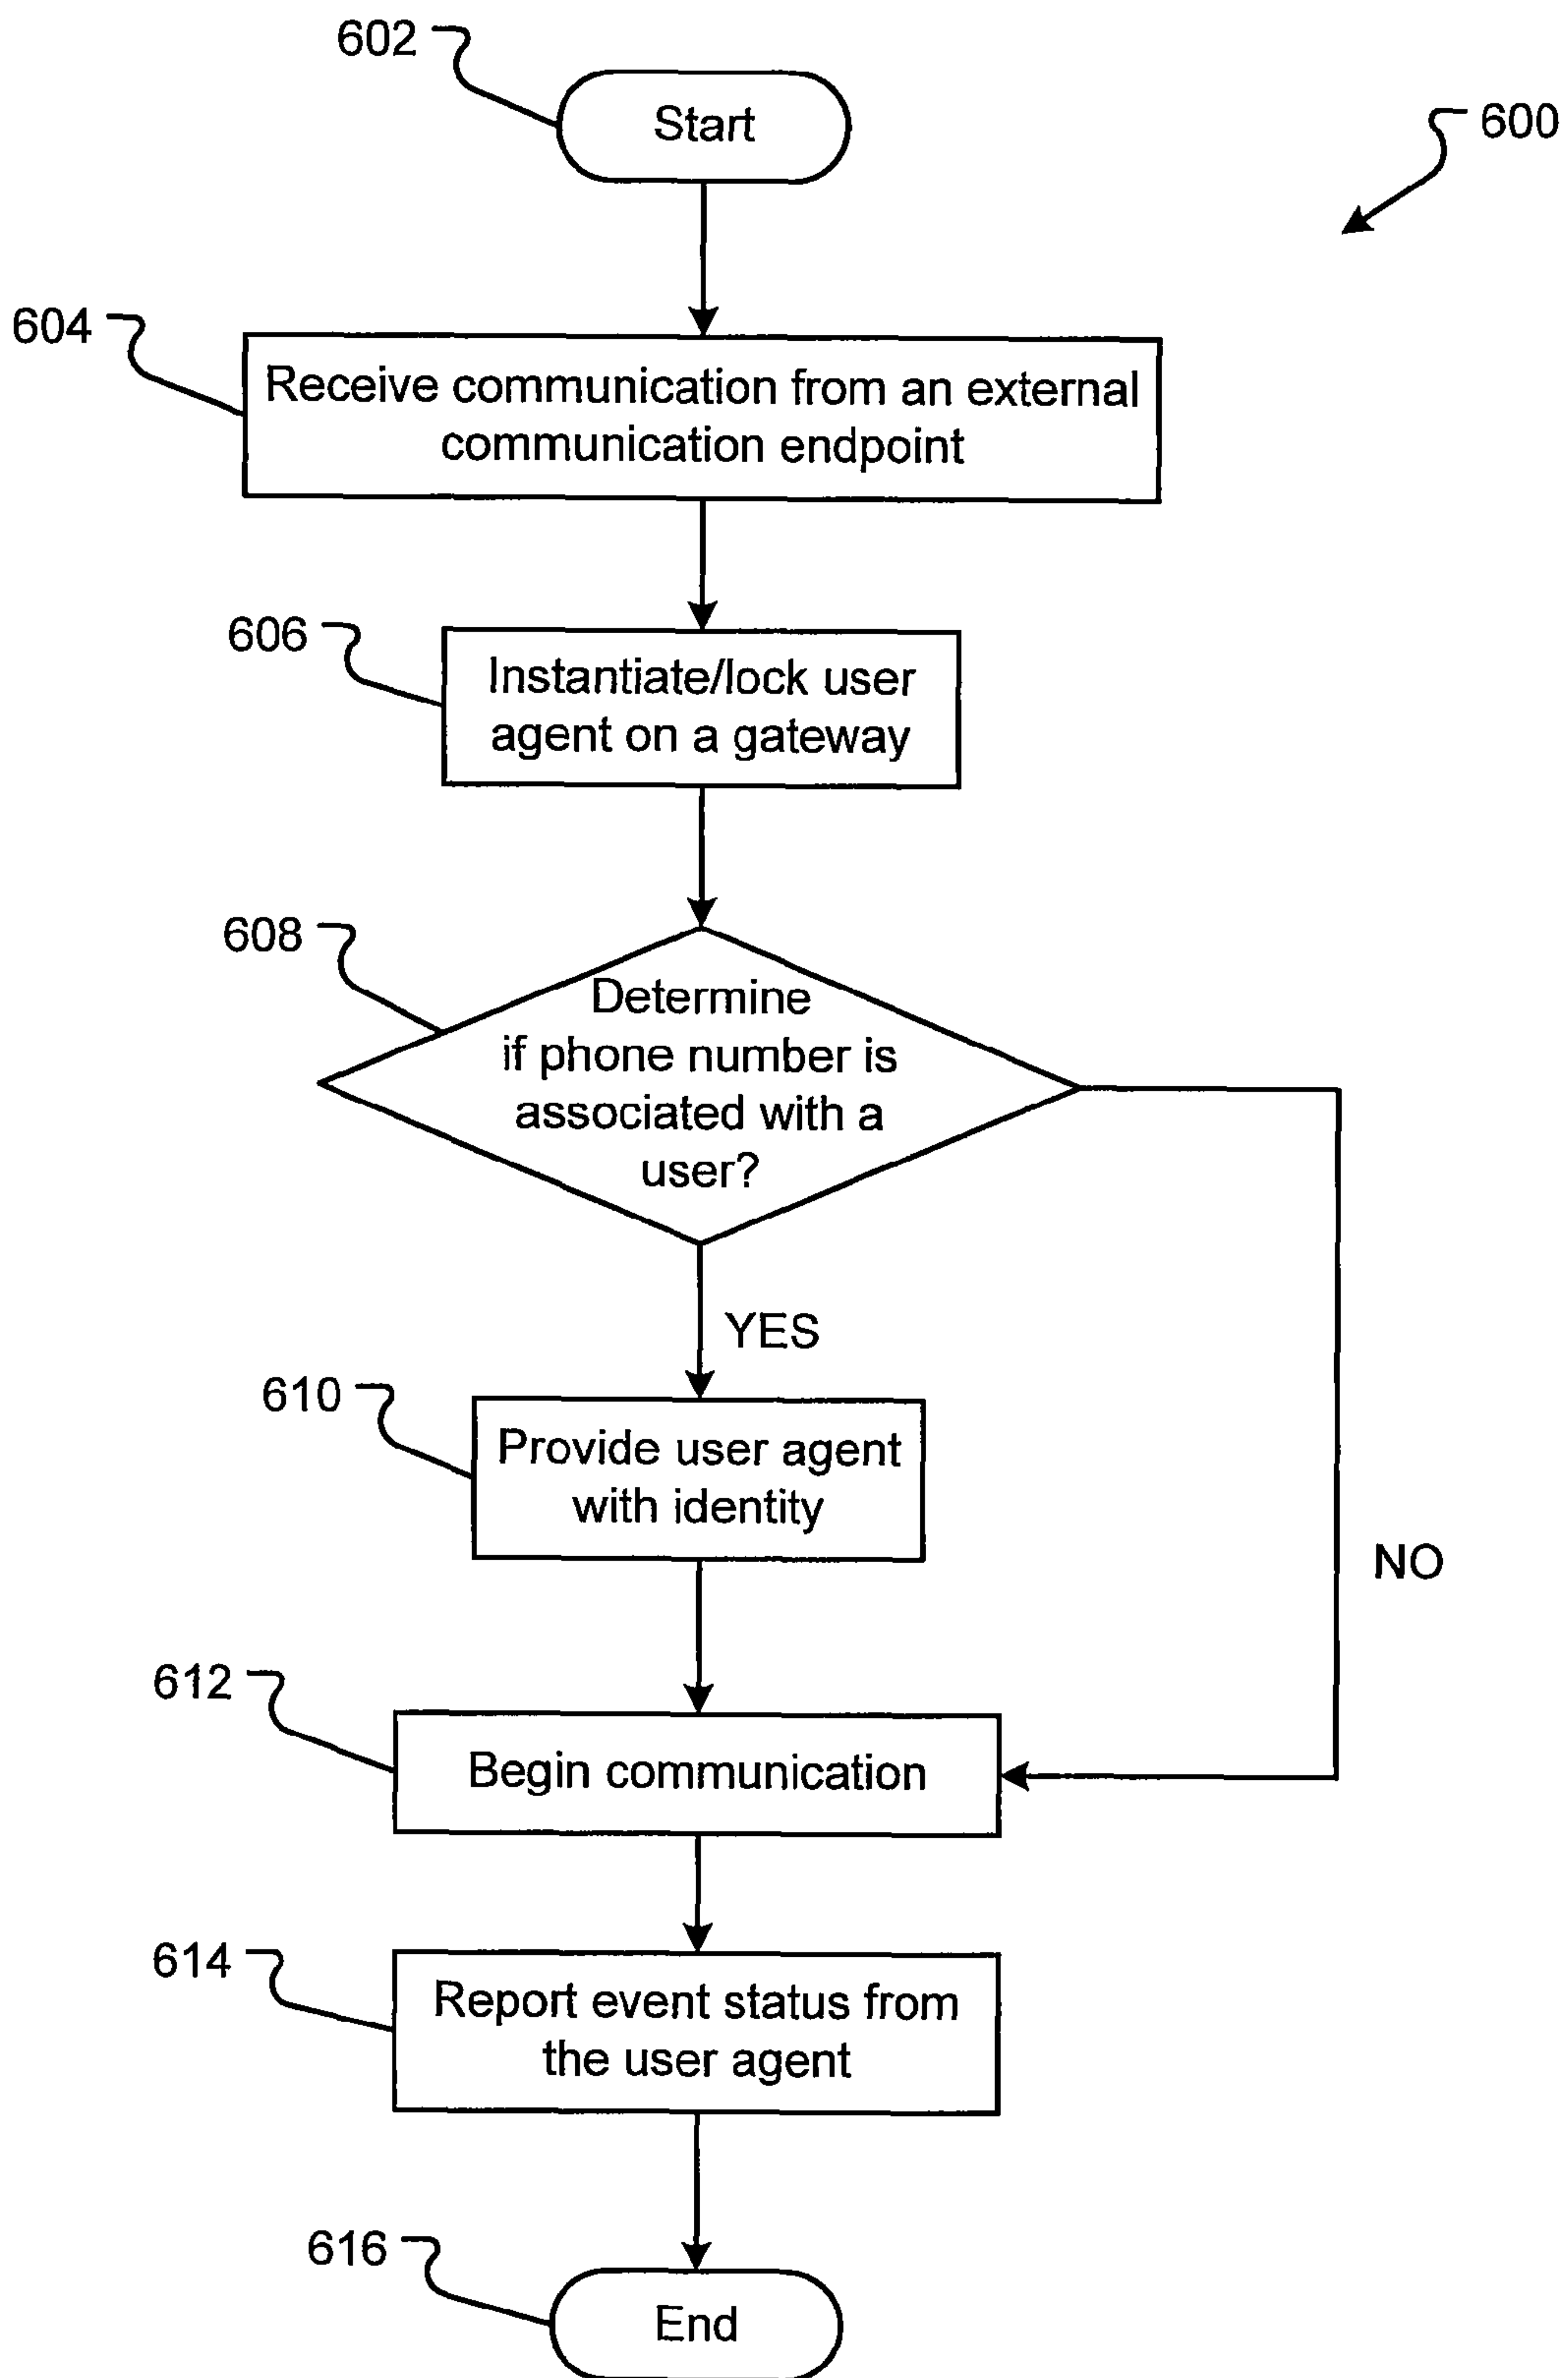 602
Start
600
604
Receive communication from an external
communication endpoint
606
Instantiate/lock user
agent on a gateway
608
Determine
if phone number is
associated with a
user?
YES
610
Provide user agent
with identity
NO
612
Begin communication
614
Report event status from
the user agent
616
End